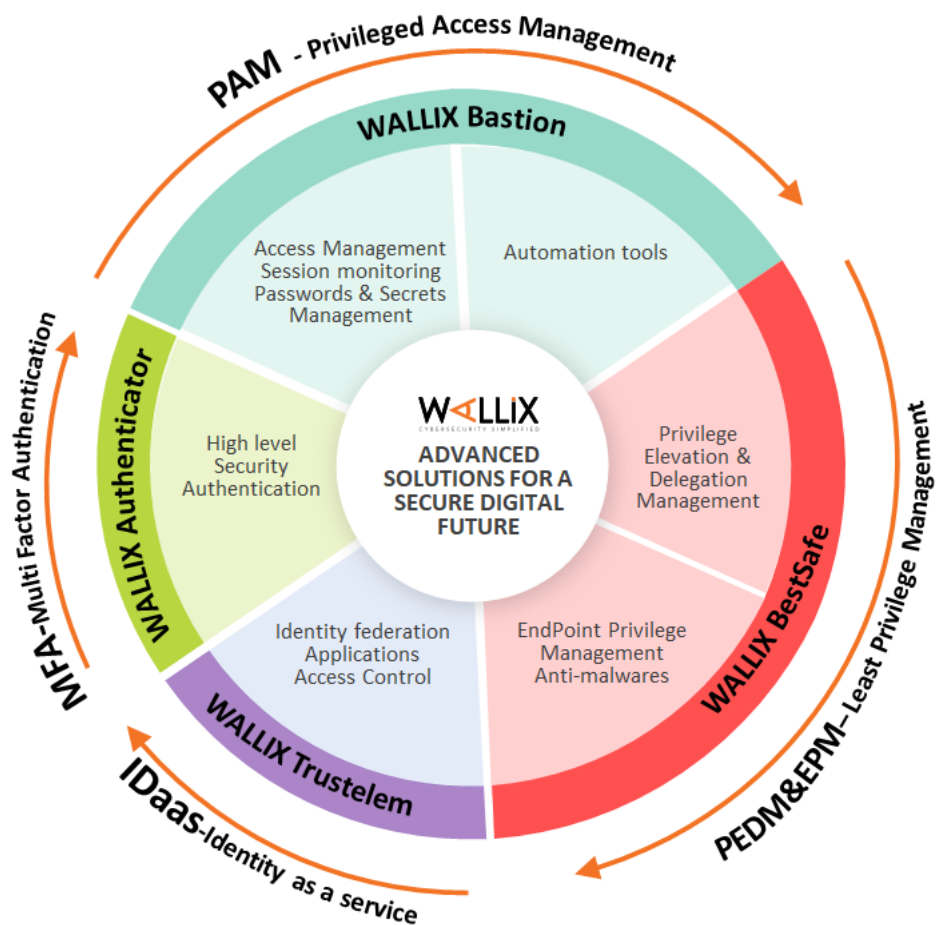 PAM - Privileged Access Management
WALLIX Bastion
Access Management
Session monitoring
Passwords & Secrets
Management
Automation tools
WALLIX Authenticator
High level
Security
Authentication
MFA-Multi Factor Authentication
WALLIX
CYBERSECURITY SIMPLIFIED
ADVANCED
SOLUTIONS FOR A
SECURE DIGITAL
FUTURE
Privilege
Elevation &
Delegation
Management
WALLIX BestSafe
PEDM&EPM–Least Privilege Management
Identity federation
Applications
Access Control
EndPoint Privilege
Management
Anti-malwares
WALLIX Trustelem
IDaas-Identity as a service